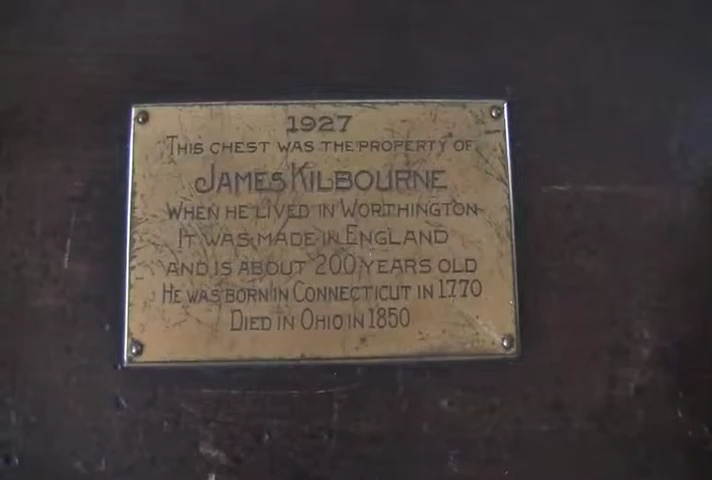 1927
THIS CHEST WAS THE PROPERTY OF
JAMES KILBOURNE
WHEN HE LIVED IN WORTHINGTON
IT WAS MADE IN ENGLAND
AND IS ABOUT 200 YEARS OLD
HE WAS BORN IN CONNECTICUT IN 1770
DIED IN OHIO IN 1850